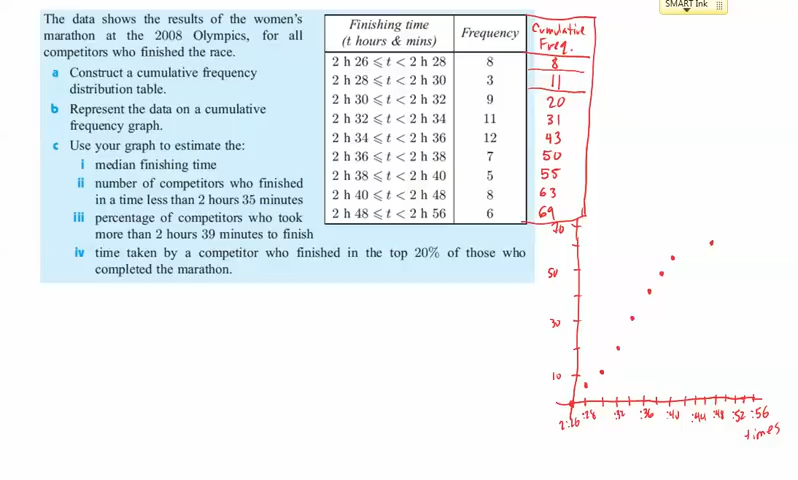 SMART Ink
The data shows the results of the women's
marathon at the 2008 Olympics, for all
competitors who finished the race.
a Construct a cumulative frequency
distribution table.
b Represent the data on a cumulative
frequency graph.
c Use your graph to estimate the:
i median finishing time
ii number of competitors who finished
in a time less than 2 hours 35 minutes
iii percentage of competitors who took
more than 2 hours 39 minutes to finish
iv time taken by a competitor who finished in the top 20% of those who
completed the marathon.
Finishing time
(t hours & mins) Frequency Cumulative
Freq.
2 h 26 ⩽ t < 2 h 28 8 8
2 h 28 ⩽ t < 2 h 30 3 11
2 h 30 ⩽ t < 2 h 32 9 20
2 h 32 ⩽ t < 2 h 34 11 31
2 h 34 ⩽ t < 2 h 36 12 43
2 h 36 ⩽ t < 2 h 38 7 50
2 h 38 ⩽ t < 2 h 40 5 55
2 h 40 ⩽ t < 2 h 48 8 63
2 h 48 ⩽ t < 2 h 56 6 69
70
50
30
10
2:26 :28 :32 :36 :40 :44 :48 :52 :56
times